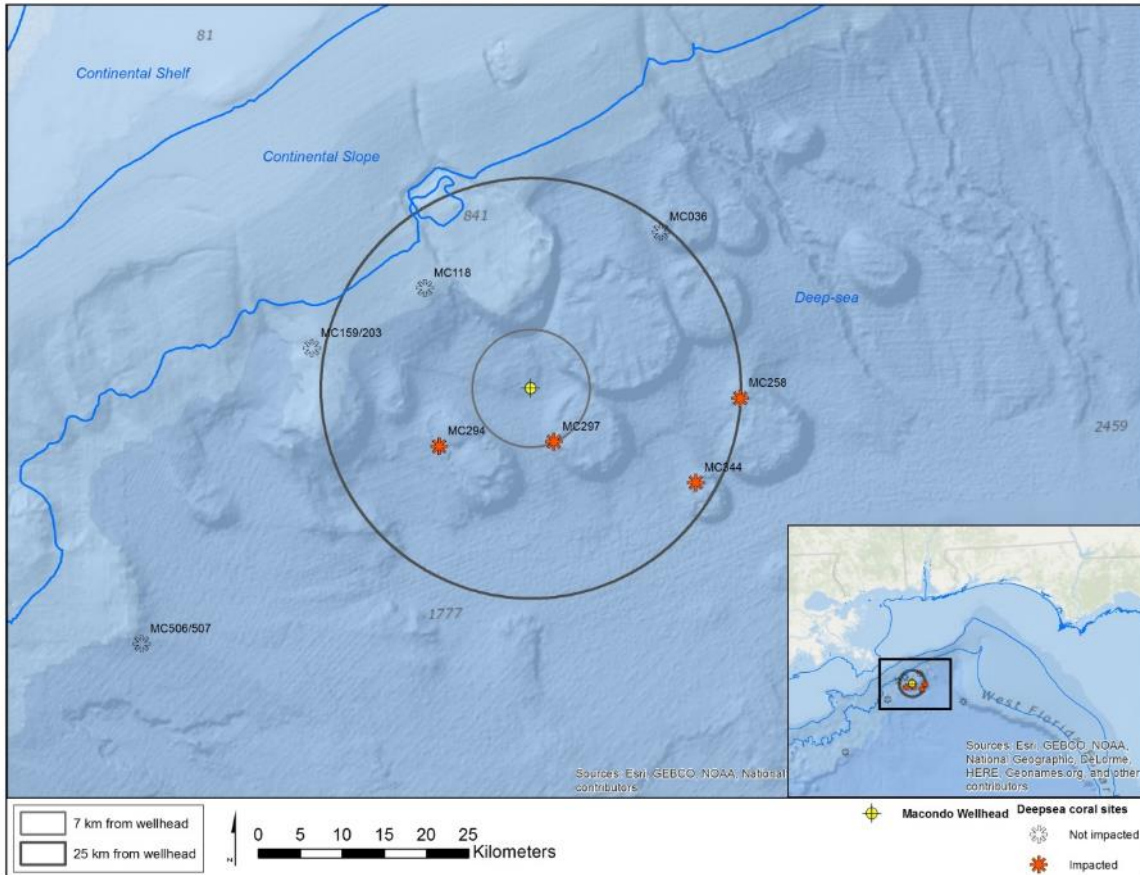 81
Continental Shelf
Continental Slope
841
MC036
MC118
Deep-sea
MC159/203
MC258
2459
MC294
MC297
MC344
1777
MC506/507
West Florida
Sources: Esri, GEBCO, NOAA, National
contributors
Sources: Esri, GEBCO, NOAA,
National Geographic, DeLorme,
HERE, Geonames.org, and other
contributors
7 km from wellhead
25 km from wellhead
N
0 5 10 15 20 25
Kilometers
Macondo Wellhead
Deepsea coral sites
Not impacted
Impacted